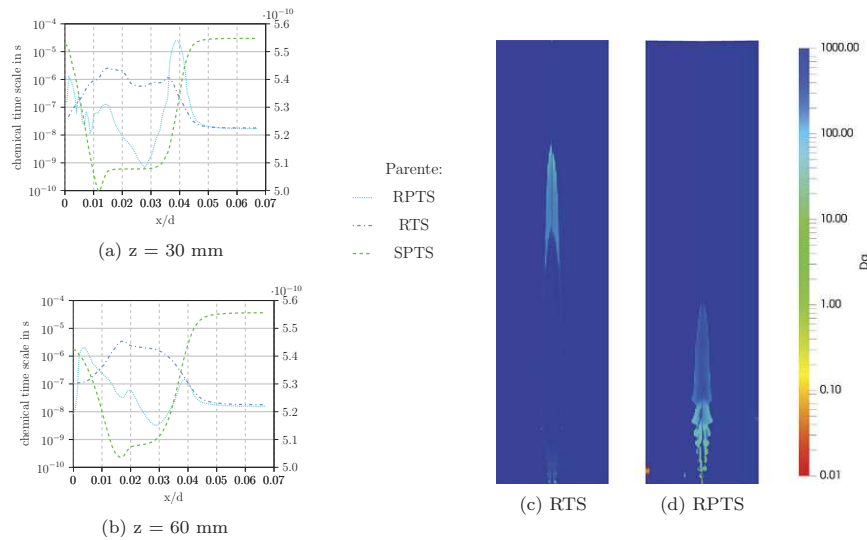 ·10⁻¹⁰
chemical time scale in s
10⁻⁴
10⁻⁵
10⁻⁶
10⁻⁷
10⁻⁸
10⁻⁹
10⁻¹⁰
5.6
5.5
5.4
5.3
5.2
5.1
5.0
0 0.01 0.02 0.03 0.04 0.05 0.06 0.07
x/d
(a) z = 30 mm
·10⁻¹⁰
chemical time scale in s
10⁻⁴
10⁻⁵
10⁻⁶
10⁻⁷
10⁻⁸
10⁻⁹
10⁻¹⁰
5.6
5.5
5.4
5.3
5.2
5.1
5.0
0 0.01 0.02 0.03 0.04 0.05 0.06 0.07
x/d
(b) z = 60 mm
Parente:
RPTS
RTS
SPTS
(c) RTS
(d) RPTS
1000.00
100.00
10.00
1.00
0.10
0.01
Da